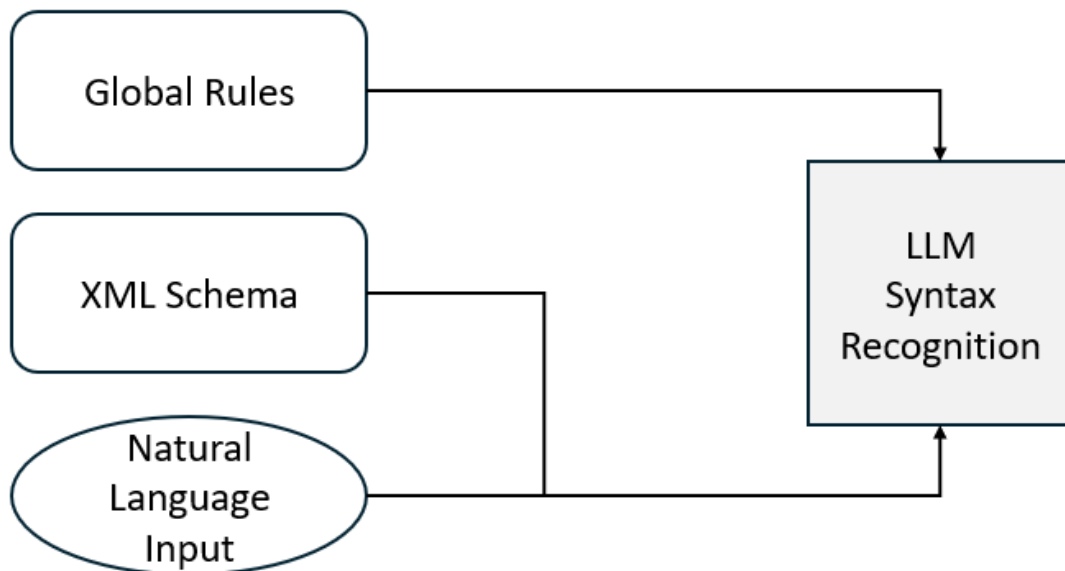 Global Rules
XML Schema
Natural
Language
Input
LLM
Syntax
Recognition